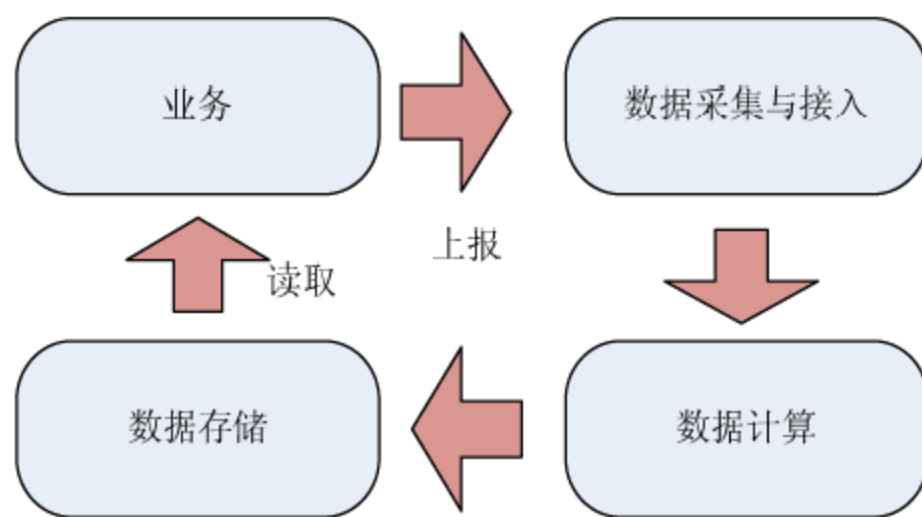 业务
数据采集与接入
上报
读取
数据存储
数据计算